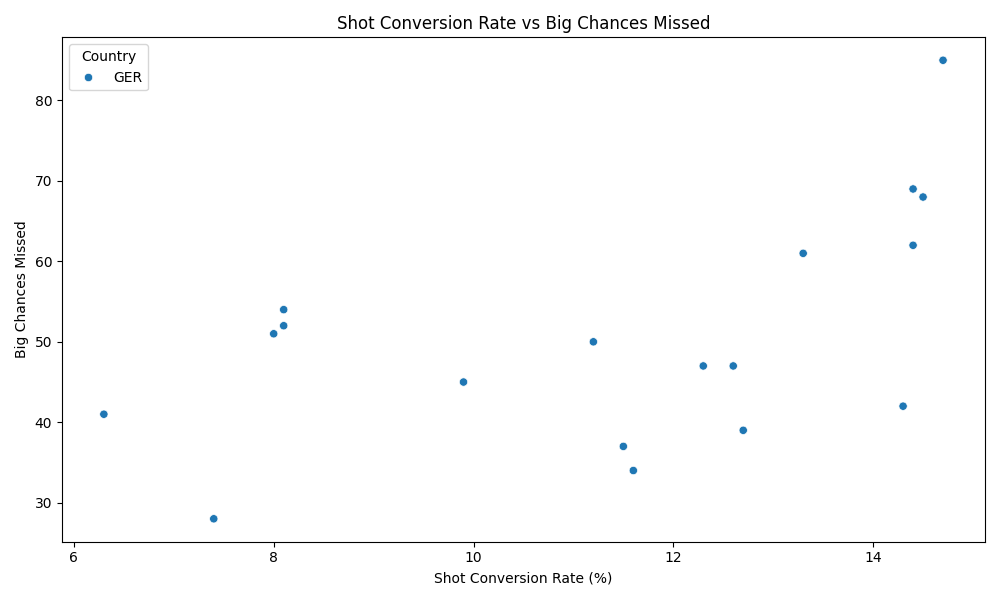 Shot Conversion Rate vs Big Chances Missed
Country
GER
80
70
60
50
40
30
Big Chances Missed
6
8
10
12
14
Shot Conversion Rate (%)